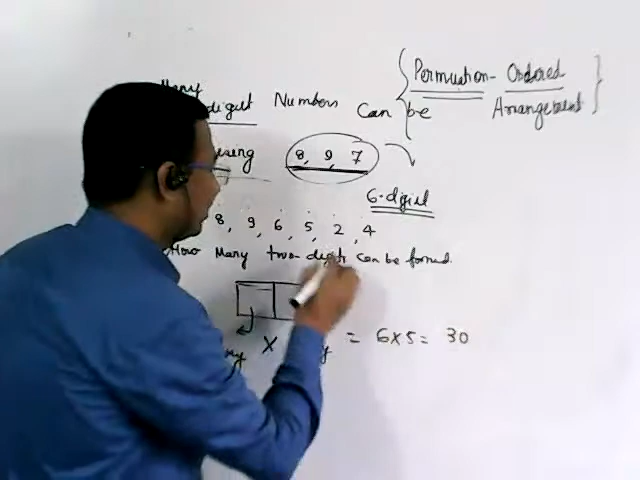 Many
digit Numbers Can be
{ Permution - Ordered
Arrangement }
using 8, 9, 7
6-digit
8, 9, 6, 5, 2, 4
How Many two-digit can be formed
X = 6x5 = 30